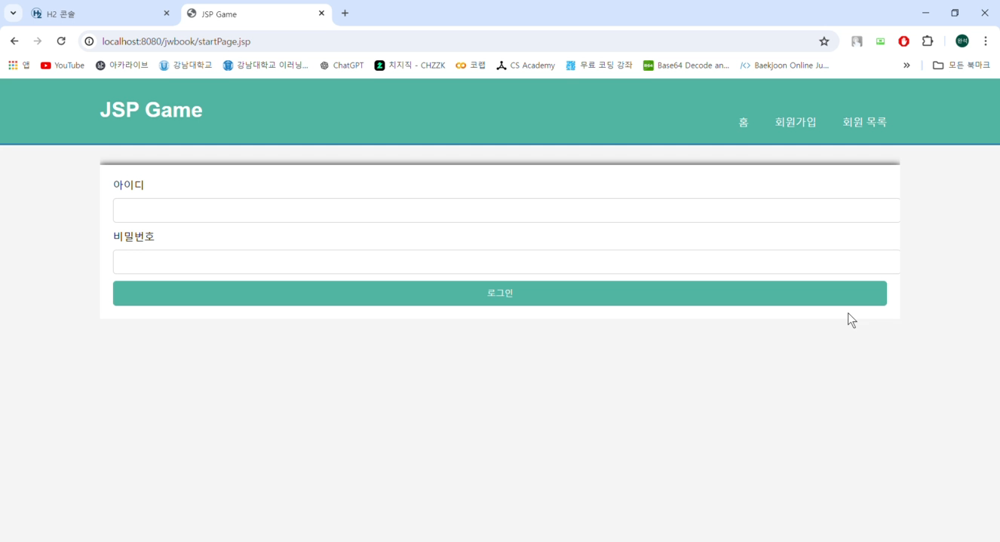 H2 콘솔
JSP Game
localhost:8080/jwbook/startPage.jsp
완석
앱 YouTube 아카라이브 강남대학교 강남대학교 이러닝... ChatGPT 치지직 - CHZZK 코랩 CS Academy 무료 코딩 강좌 Base64 Decode an... Baekjoon Online Ju... » 모든 북마크
JSP Game
홈 회원가입 회원 목록
아이디
비밀번호
로그인